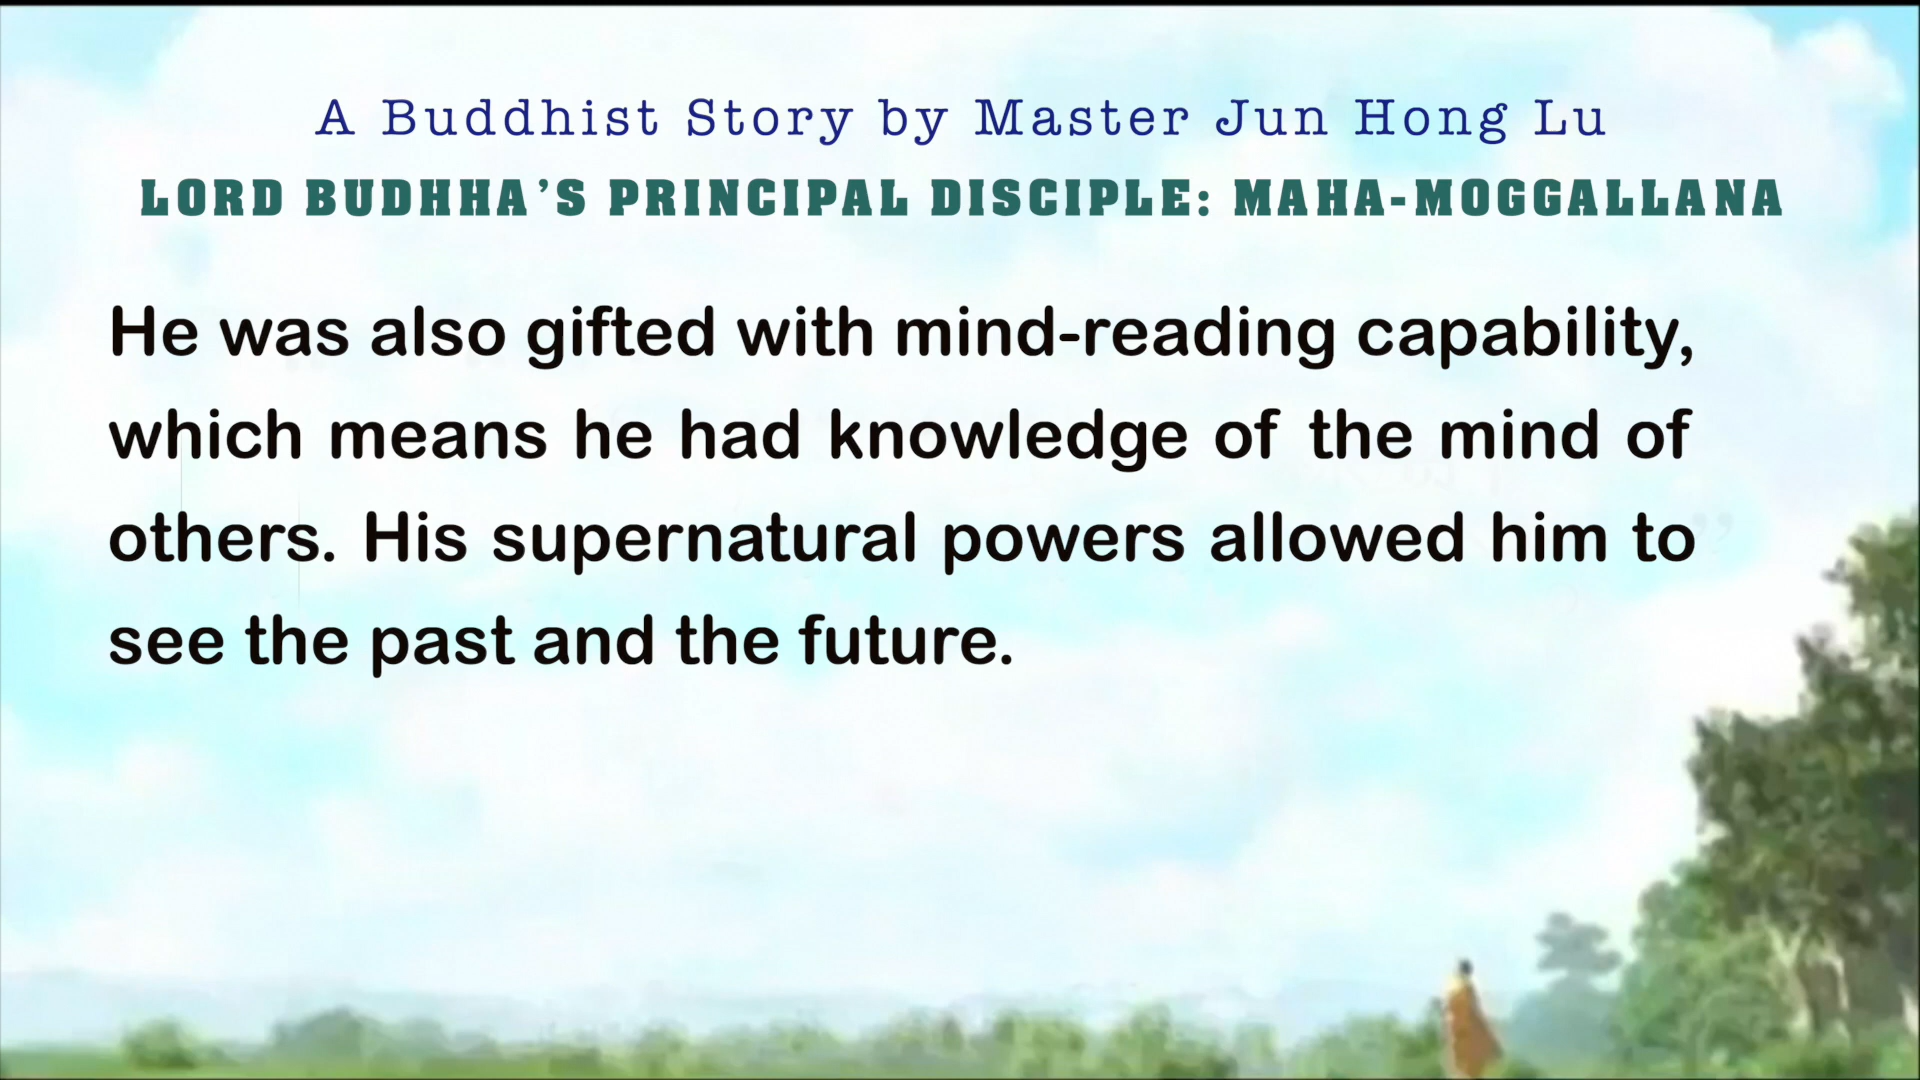 A Buddhist Story by Master Jun Hong Lu
LORD BUDHHA'S PRINCIPAL DISCIPLE: MAHA-MOGGALLANA
He was also gifted with mind-reading capability,
which means he had knowledge of the mind of
others. His supernatural powers allowed him to
see the past and the future.